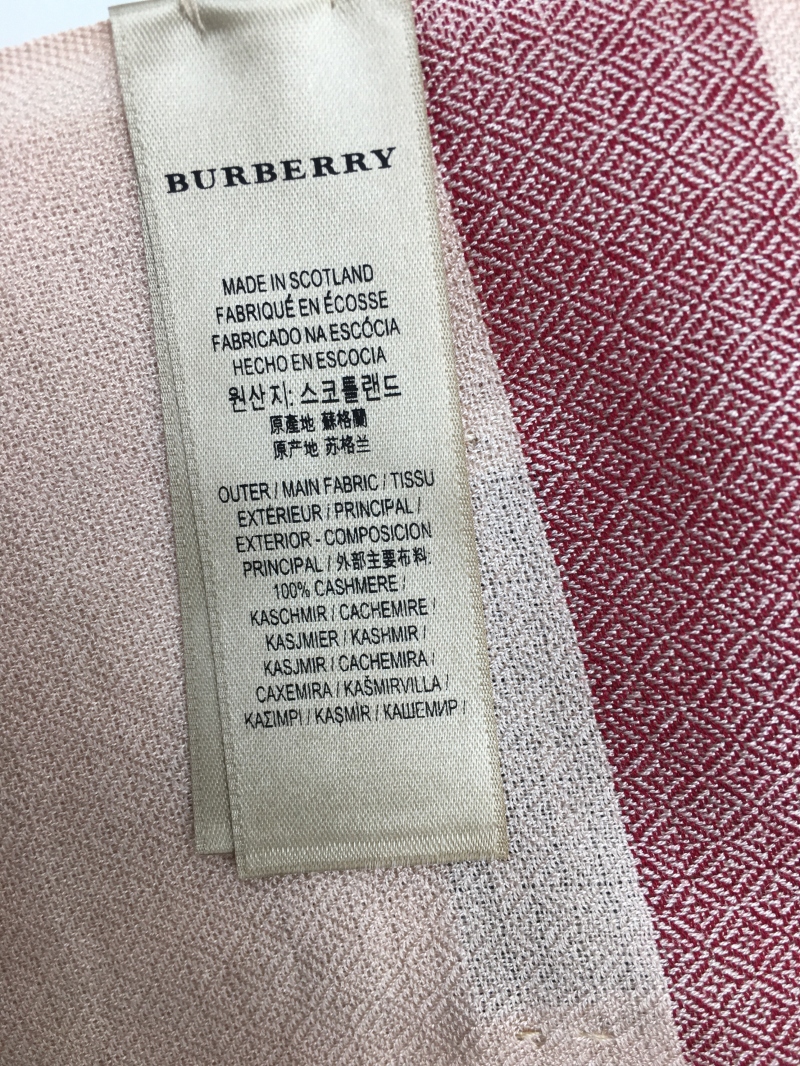 BURBERRY
MADE IN SCOTLAND
FABRIQUÉ EN ÉCOSSE
FABRICADO NA ESCÓCIA
HECHO EN ESCOCIA
원산지: 스코틀랜드
原產地 蘇格蘭
原产地 苏格兰
OUTER / MAIN FABRIC / TISSU
EXTÉRIEUR / PRINCIPAL /
EXTERIOR - COMPOSICION
PRINCIPAL / 外部主要布料:
100% CASHMERE /
KASCHMIR / CACHEMIRE /
KASJMIER / KASHMIR /
KASJMIR / CACHEMIRA /
CAXEMIRA / KAŠMIRVILLA /
ΚΑΣΙΜΡΙ / KAŞMİR / КАШЕМИР /